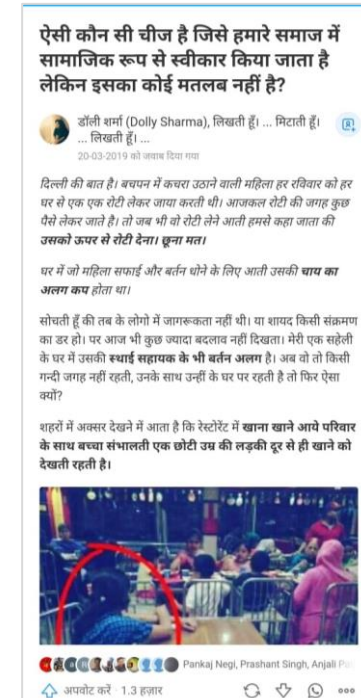 ऐसी कौन सी चीज है जिसे हमारे समाज में
सामाजिक रूप से स्वीकार किया जाता है
लेकिन इसका कोई मतलब नहीं है?
डॉली शर्मा (Dolly Sharma), लिखती हूँ। ... मिटाती हूँ।
... लिखती हूँ। ...
20-03-2019 को जवाब दिया गया
दिल्ली की बात है। बचपन में कचरा उठाने वाली महिला हर रविवार को हर
घर से एक एक रोटी लेकर जाया करती थी। आजकल रोटी की जगह कुछ
पैसे लेकर जाते है। तो जब भी वो रोटी लेने आती हमसे कहा जाता की
उसको ऊपर से रोटी देना। छूना मत।
घर में जो महिला सफाई और बर्तन धोने के लिए आती उसकी चाय का
अलग कप होता था।
सोचती हूँ की तब के लोगो में जागरूकता नहीं थी। या शायद किसी संक्रमण
का डर हो। पर आज भी कुछ ज्यादा बदलाव नहीं दिखता। मेरी एक सहेली
के घर में उसकी स्थाई सहायक के भी बर्तन अलग है। अब वो तो किसी
गन्दी जगह नहीं रहती, उनके साथ उन्हीं के घर पर रहती है तो फिर ऐसा
क्यों?
शहरों में अक्सर देखने में आता है कि रेस्टोरेंट में खाना खाने आये परिवार
के साथ बच्चा संभालती एक छोटी उम्र की लड़की दूर से ही खाने को
देखती रहती है।
Pankaj Negi, Prashant Singh, Anjali
अपवोट करें · 1.3 हज़ार